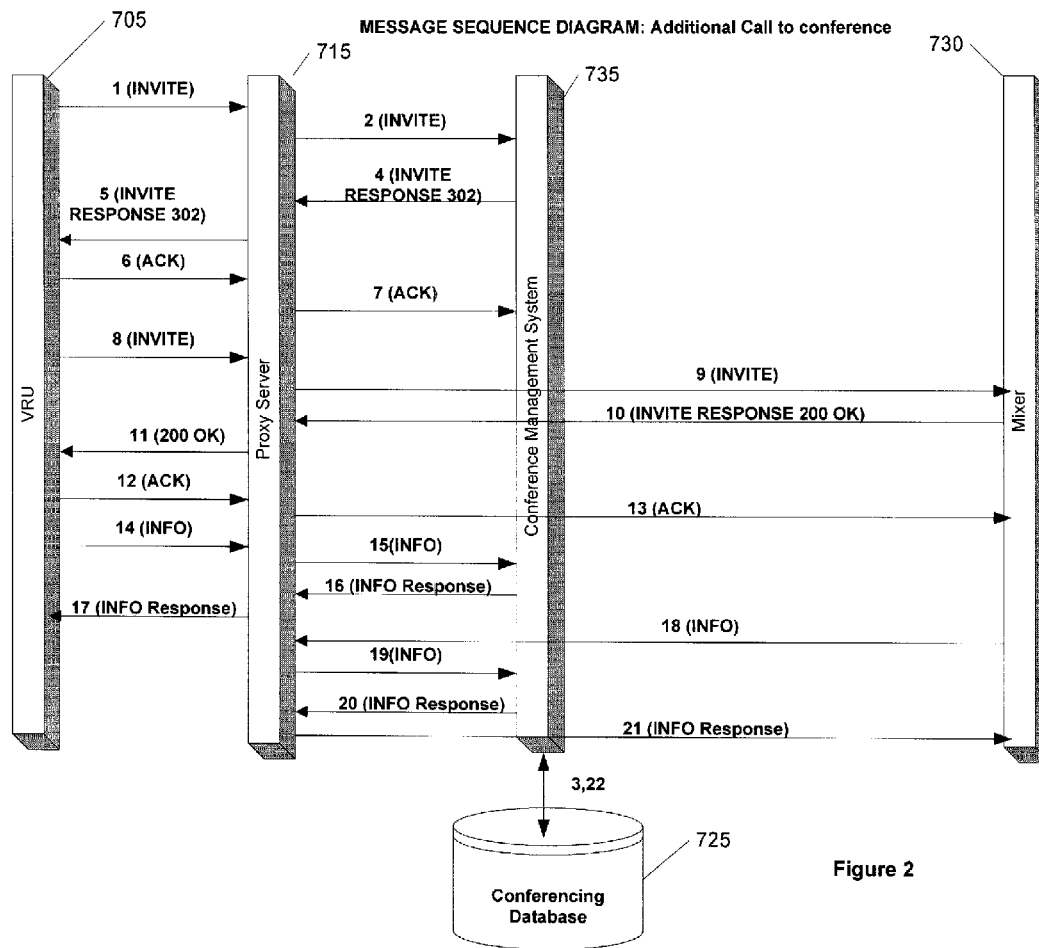 705
MESSAGE SEQUENCE DIAGRAM: Additional Call to conference
730
715
735
1 (INVITE)
2 (INVITE)
4 (INVITE
RESPONSE 302)
5 (INVITE
RESPONSE 302)
6 (ACK)
7 (ACK)
8 (INVITE)
9 (INVITE)
10 (INVITE RESPONSE 200 OK)
11 (200 OK)
12 (ACK)
13 (ACK)
14 (INFO)
15(INFO)
16 (INFO Response)
17 (INFO Response)
18 (INFO)
19(INFO)
20 (INFO Response)
21 (INFO Response)
VRU
Proxy Server
Conference Management System
Mixer
3,22
725
Conferencing
Database
Figure 2